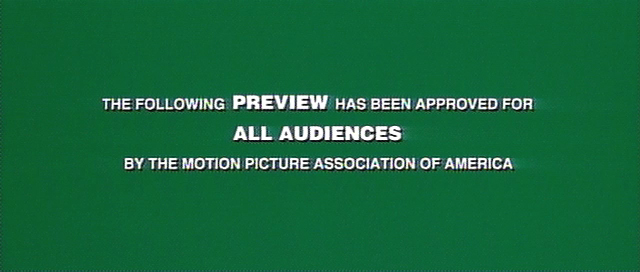 THE FOLLOWING PREVIEW HAS BEEN APPROVED FOR
ALL AUDIENCES
BY THE MOTION PICTURE ASSOCIATION OF AMERICA